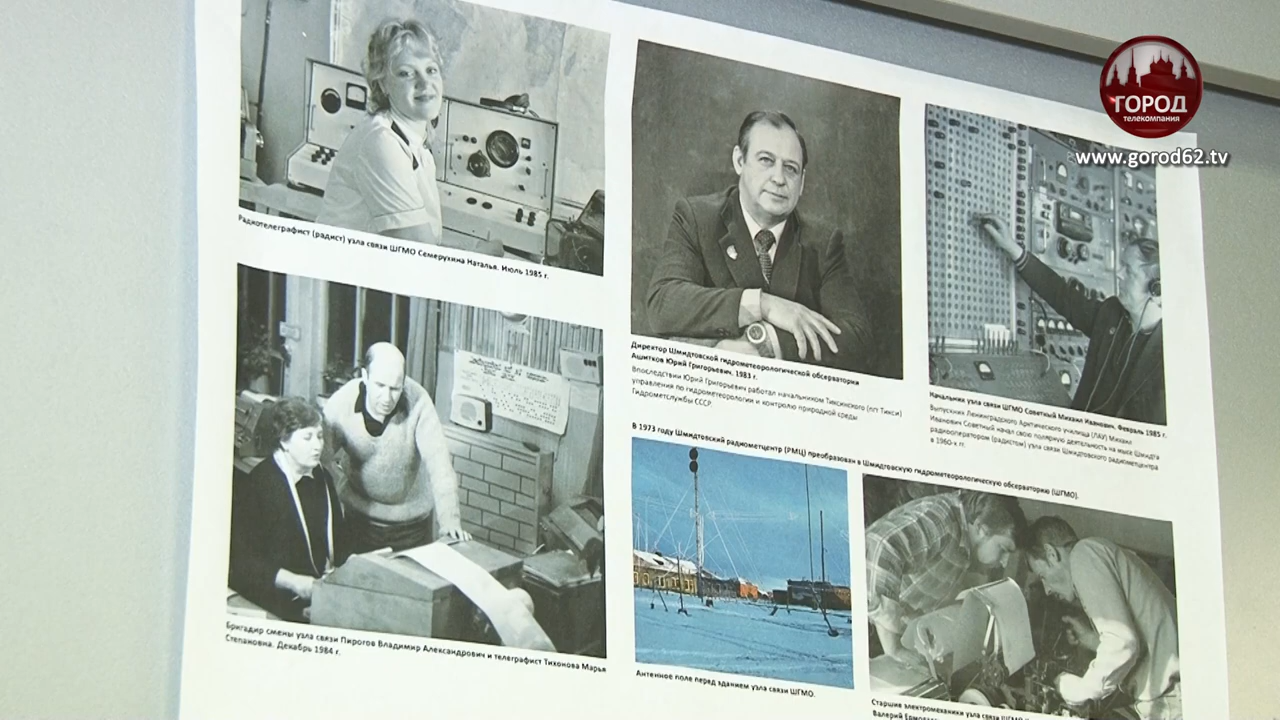 ГОРОД
телекомпания
www.gorod62.tv
Радиотелеграфист (радист) узла связи ШГМО Семерухина Наталья. Июль 1985 г.
Директор Шмидтовской гидрометеорологической обсерватории
Ашитков Юрий Григорьевич. 1983 г.
Впоследствии Юрий Григорьевич работал начальником Тиксинского (пгт Тикси)
управления по гидрометеорологии и контролю природной среды
Гидрометслужбы СССР.
Начальник узла связи ШГМО Советный Михаил Иванович. Февраль 1985 г.
Выпускник Ленинградского Арктического училища (ЛАУ) Михаил
Иванович Советный начал свою полярную деятельность на мысе Шмидта
радиооператором (радистом) узла связи Шмидтовского радиометцентра
в 1960-х гг.
В 1973 году Шмидтовский радиометцентр (РМЦ) преобразован в Шмидтовскую гидрометеорологическую обсерваторию (ШГМО).
Бригадир смены узла связи Пирогов Владимир Александрович и телеграфист Тихонова Марья
Степановна. Декабрь 1984 г.
Антенное поле перед зданием узла связи ШГМО.
Старшие электромеханики узла связи ШГМО
Валерий